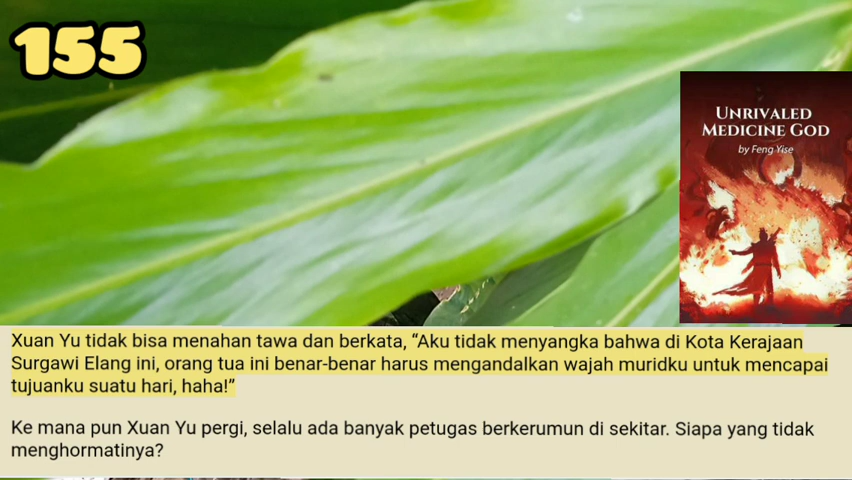 155
UNRIVALED
MEDICINE GOD
by Feng Yise
Xuan Yu tidak bisa menahan tawa dan berkata, “Aku tidak menyangka bahwa di Kota Kerajaan
Surgawi Elang ini, orang tua ini benar-benar harus mengandalkan wajah muridku untuk mencapai
tujuanku suatu hari, haha!”
Ke mana pun Xuan Yu pergi, selalu ada banyak petugas berkerumun di sekitar. Siapa yang tidak
menghormatinya?